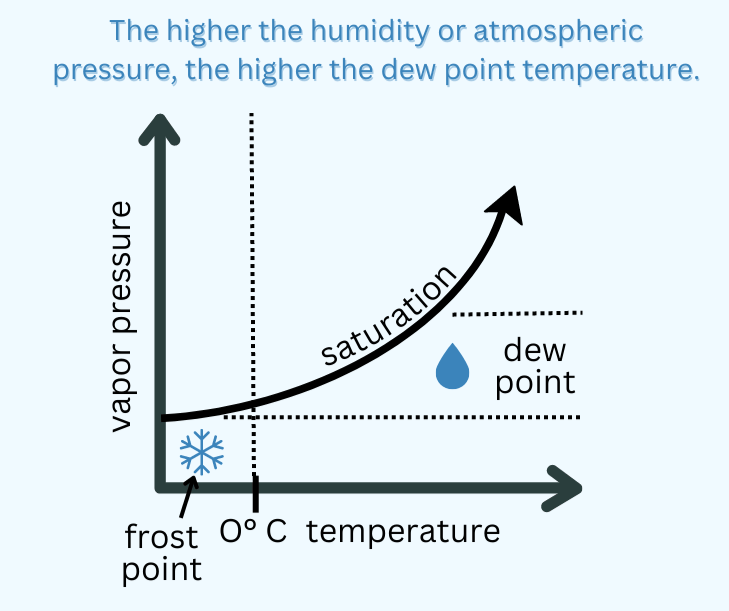 The higher the humidity or atmospheric
pressure, the higher the dew point temperature.
vapor pressure
saturation
dew
point
frost
point
0° C temperature